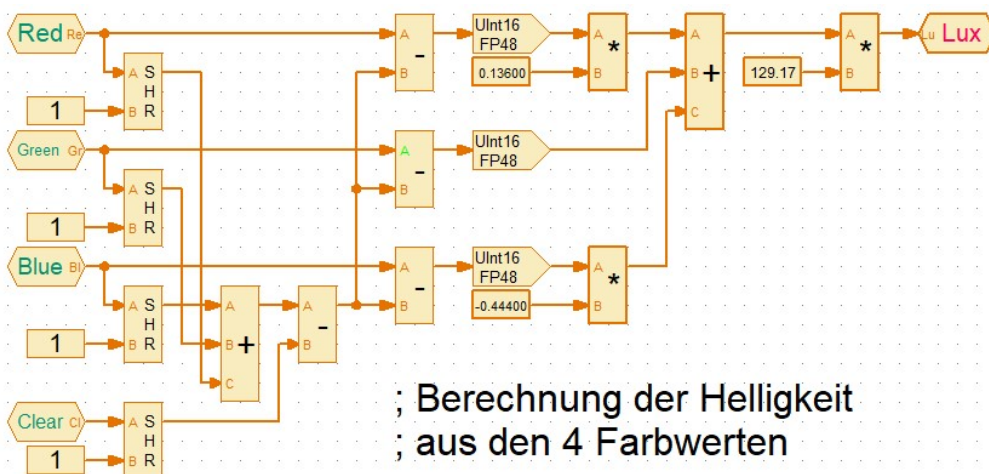 Red Re
A
B
-
UInt16
FP48
0.13600
A
B
*
A
B
C
+
129.17
A
B
*
Lu Lux
1
A
B
S
H
R
Green Gr
A
B
-
UInt16
FP48
1
A
B
S
H
R
Blue Bl
A
B
-
UInt16
FP48
-0.44400
A
B
*
1
A
B
S
H
R
A
B
C
+
A
B
-
Clear Cl
1
A
B
S
H
R
; Berechnung der Helligkeit
; aus den 4 Farbwerten